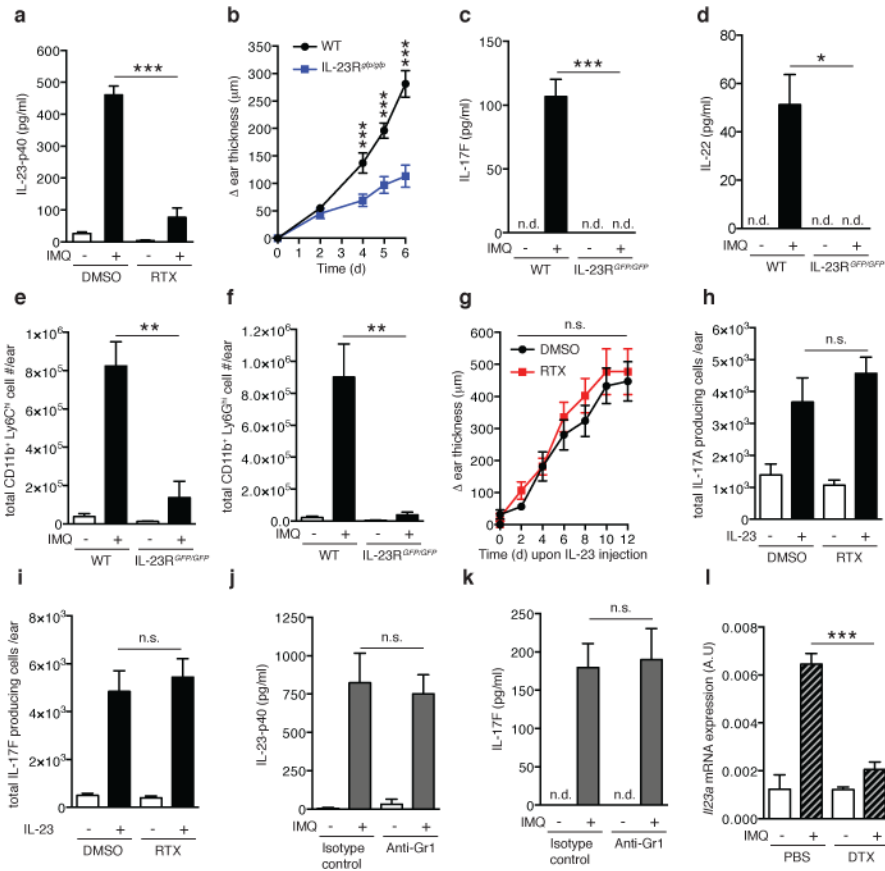 a
IL-23-p40 (pg/ml)
600
500
400
300
200
100
0
***
IMQ - + - +
DMSO RTX
b
Δ ear thickness (μm)
350
300
250
200
150
100
50
0
WT
IL-23R^gfp/gfp
***
***
***
0 1 2 3 4 5 6
Time (d)
c
IL-17F (pg/ml)
150
100
50
0
***
n.d. n.d. n.d.
IMQ - + - +
WT IL-23R^GFP/GFP
d
IL-22 (pg/ml)
80
60
40
20
0
*
n.d. n.d. n.d.
IMQ - + - +
WT IL-23R^GFP/GFP
e
total CD11b⁺ Ly6C^hi cell #/ear
1×10⁶
8×10⁵
6×10⁵
4×10⁵
2×10⁵
0
**
IMQ - + - +
WT IL-23R^GFP/GFP
f
total CD11b⁺ Ly6G^hi cell #/ear
1.2×10⁶
1.0×10⁶
8.0×10⁵
6.0×10⁵
4.0×10⁵
2.0×10⁵
0
**
IMQ - + - +
WT IL-23R^GFP/GFP
g
Δ ear thickness (μm)
600
500
400
300
200
100
0
n.s.
DMSO
RTX
0 2 4 6 8 10 12
Time (d) upon IL-23 injection
h
total IL-17A producing cells /ear
6×10³
5×10³
4×10³
3×10³
2×10³
1×10³
0
n.s.
IL-23 - + - +
DMSO RTX
i
total IL-17F producing cells /ear
8×10³
6×10³
4×10³
2×10³
0
n.s.
IL-23 - + - +
DMSO RTX
j
IL-23-p40 (pg/ml)
1250
1000
750
500
250
0
n.s.
IMQ - + - +
Isotype Anti-Gr1
control
k
IL-17F (pg/ml)
250
200
150
100
50
0
n.s.
n.d. n.d.
IMQ - + - +
Isotype Anti-Gr1
control
l
Il23a mRNA expression (A.U)
0.008
0.006
0.004
0.002
0.000
***
IMQ - + - +
PBS DTX